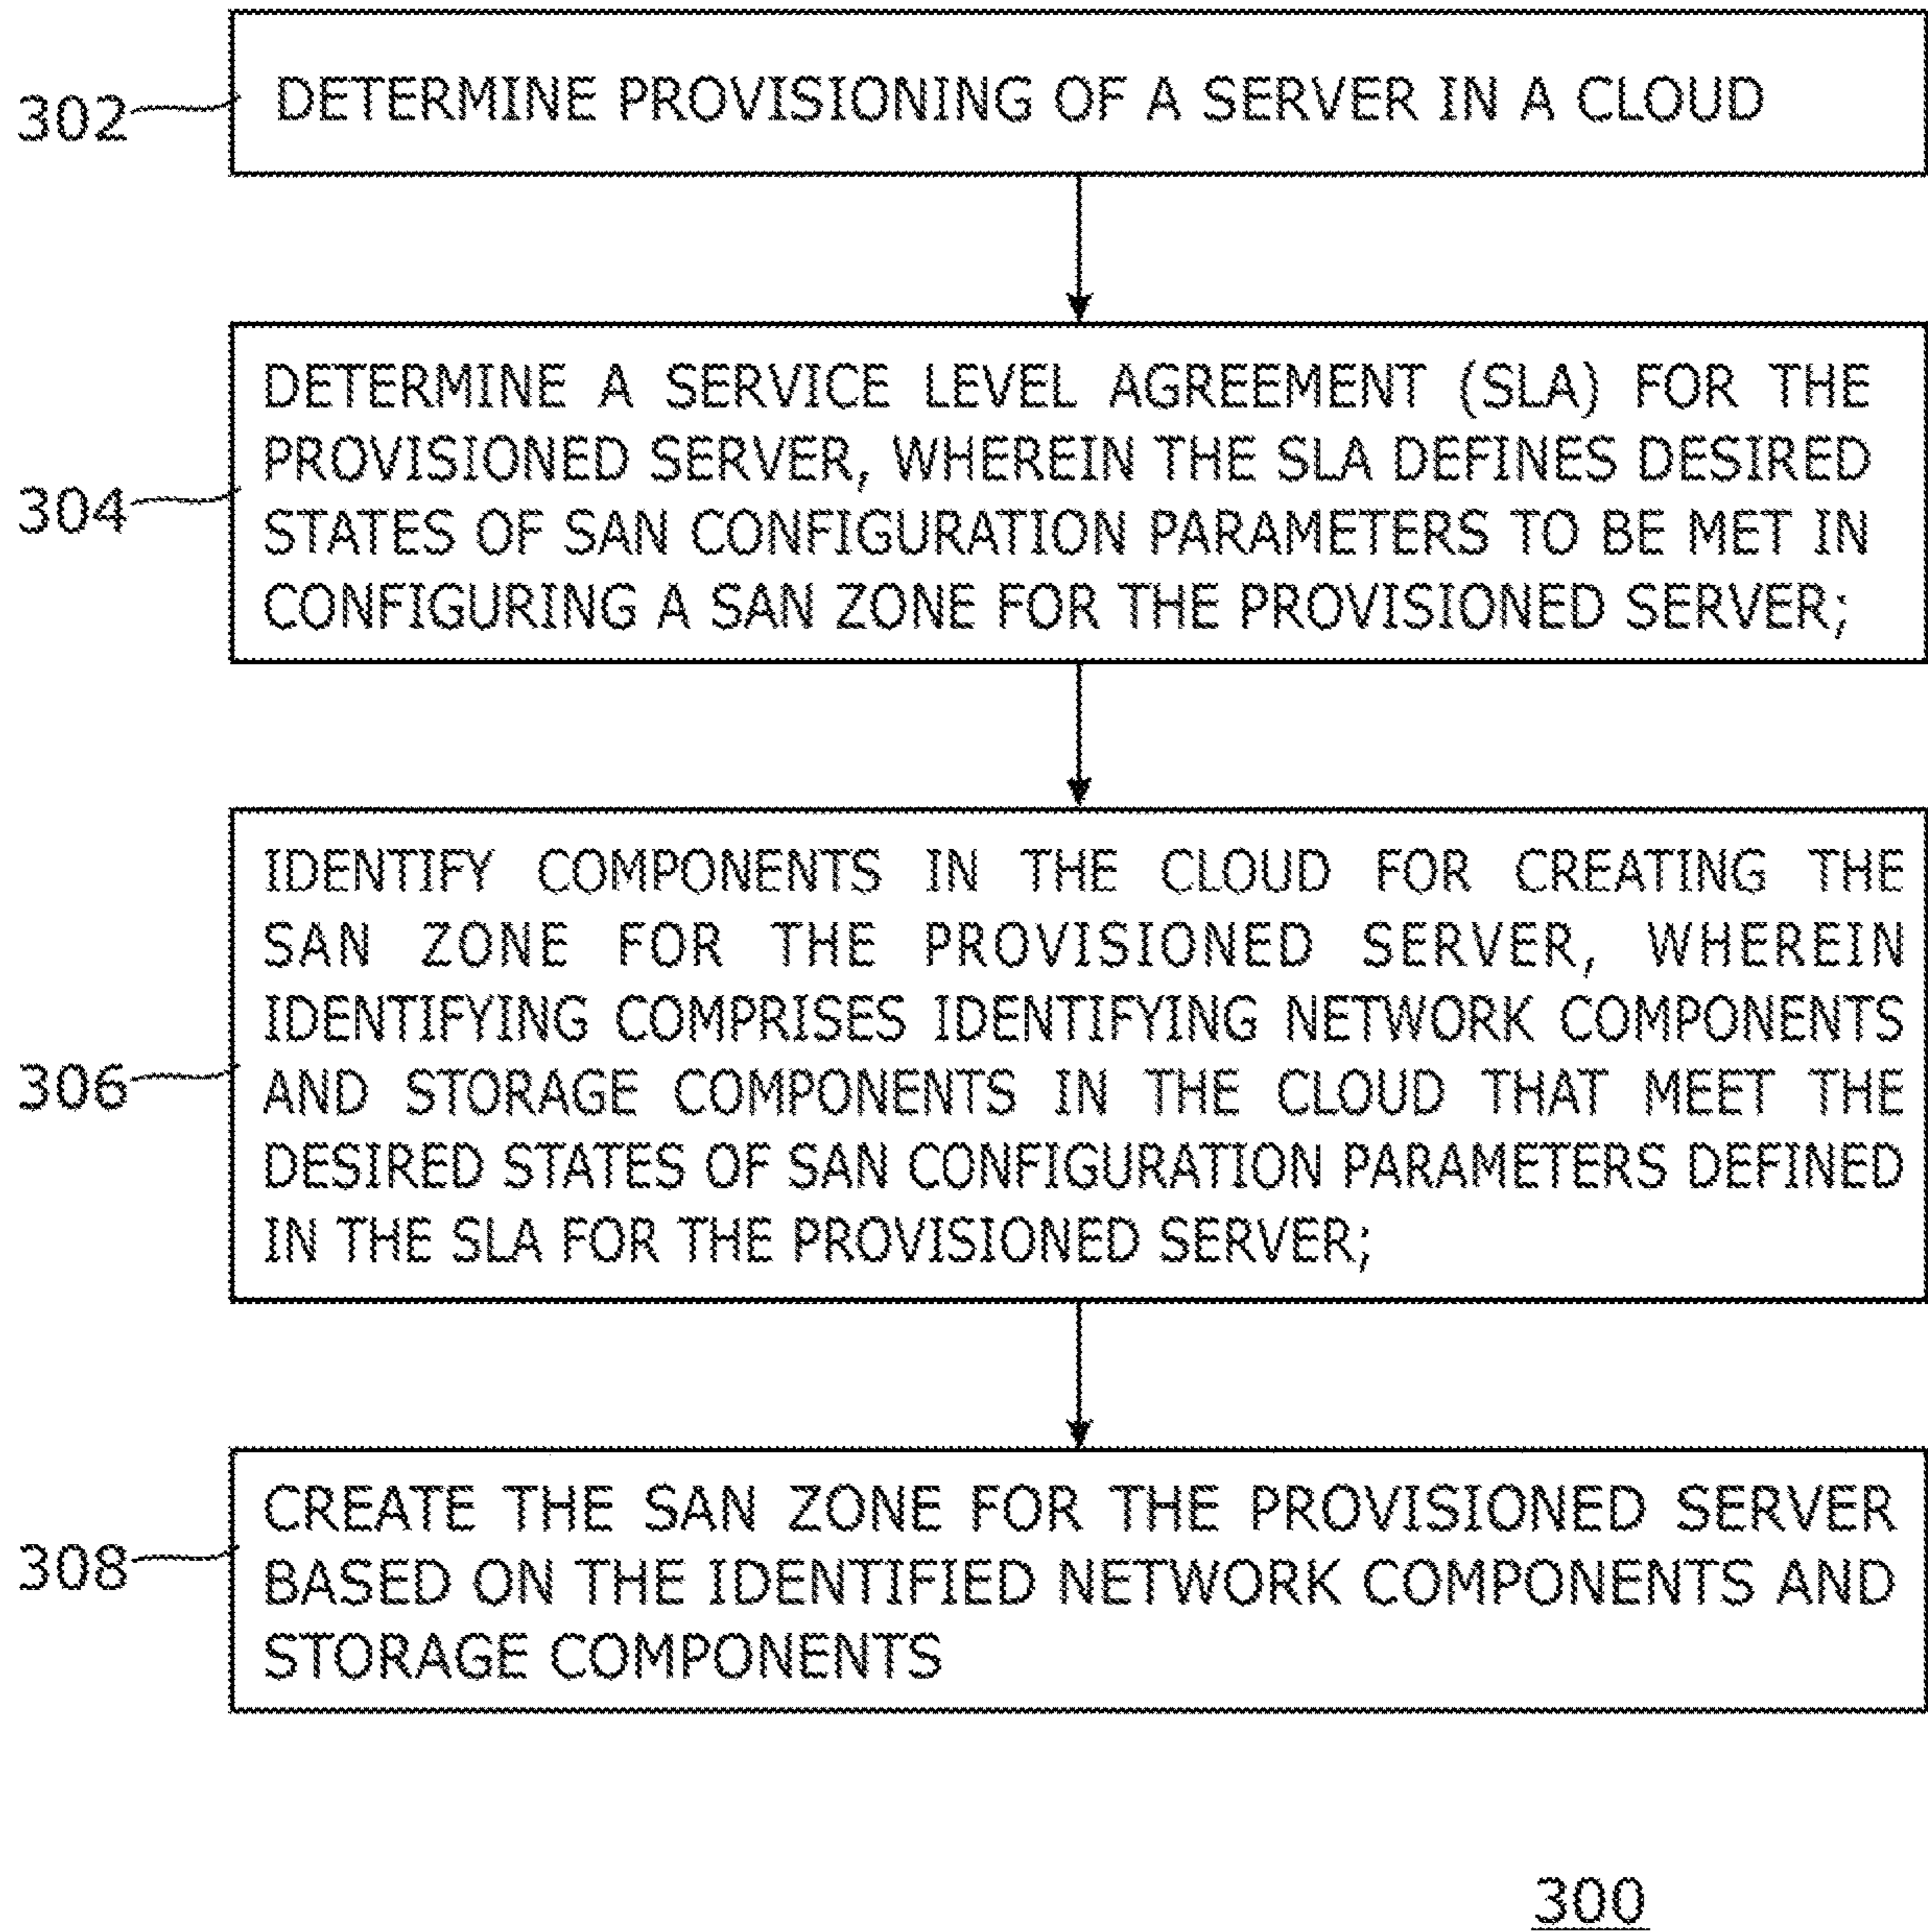 302
DETERMINE PROVISIONING OF A SERVER IN A CLOUD
304
DETERMINE A SERVICE LEVEL AGREEMENT (SLA) FOR THE
PROVISIONED SERVER, WHEREIN THE SLA DEFINES DESIRED
STATES OF SAN CONFIGURATION PARAMETERS TO BE MET IN
CONFIGURING A SAN ZONE FOR THE PROVISIONED SERVER;
306
IDENTIFY COMPONENTS IN THE CLOUD FOR CREATING THE
SAN ZONE FOR THE PROVISIONED SERVER, WHEREIN
IDENTIFYING COMPRISES IDENTIFYING NETWORK COMPONENTS
AND STORAGE COMPONENTS IN THE CLOUD THAT MEET THE
DESIRED STATES OF SAN CONFIGURATION PARAMETERS DEFINED
IN THE SLA FOR THE PROVISIONED SERVER;
308
CREATE THE SAN ZONE FOR THE PROVISIONED SERVER
BASED ON THE IDENTIFIED NETWORK COMPONENTS AND
STORAGE COMPONENTS
300